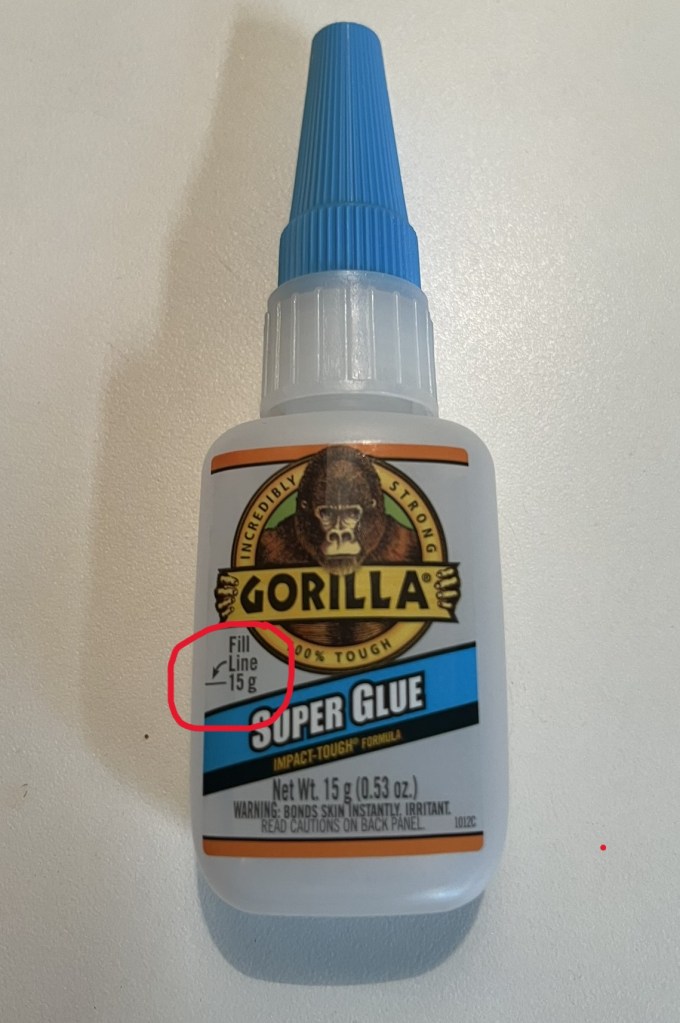 INCREDIBLY STRONG
GORILLA®
Fill
Line
15 g
100% TOUGH
SUPER GLUE
IMPACT-TOUGH® FORMULA
Net Wt. 15 g (0.53 oz.)
WARNING: BONDS SKIN INSTANTLY. IRRITANT.
READ CAUTIONS ON BACK PANEL.
1012C